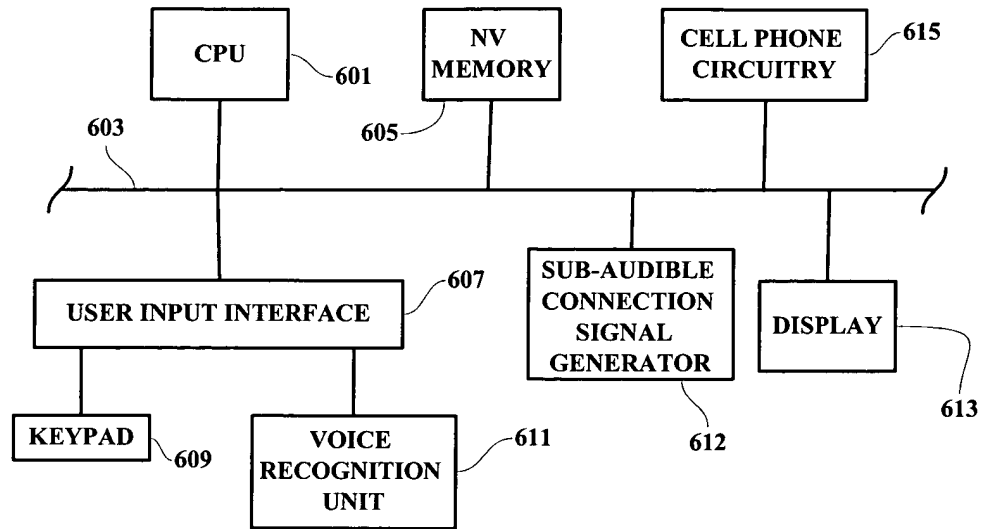 CPU
601
NV
MEMORY
605
CELL PHONE
CIRCUITRY
615
603
USER INPUT INTERFACE
607
SUB-AUDIBLE
CONNECTION
SIGNAL
GENERATOR
612
DISPLAY
613
KEYPAD
609
VOICE
RECOGNITION
UNIT
611